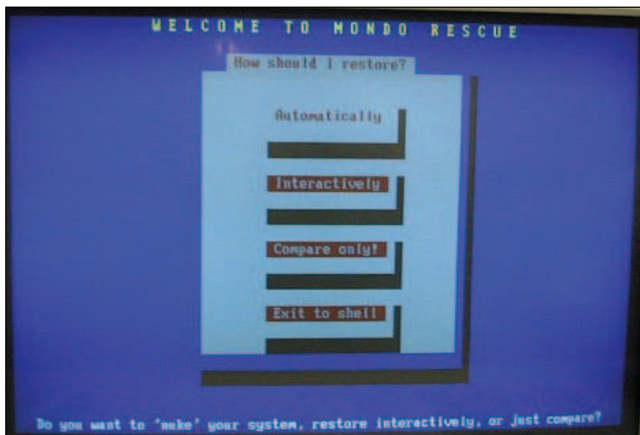 WELCOME TO MONDO RESCUE
How should I restore?
Automatically
Interactively
Compare only!
Exit to shell
Do you want to 'nuke' your system, restore interactively, or just compare?